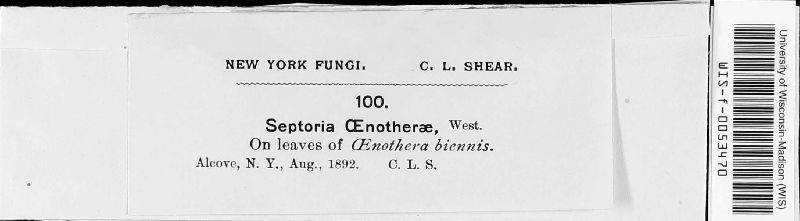 NEW YORK FUNGI. C. L. SHEAR.
100.
Septoria Œnotheræ, West.
On leaves of Œnothera biennis.
Alcove, N. Y., Aug., 1892. C. L. S.
University of Wisconsin-Madison (WIS)
WIS-f-0053470